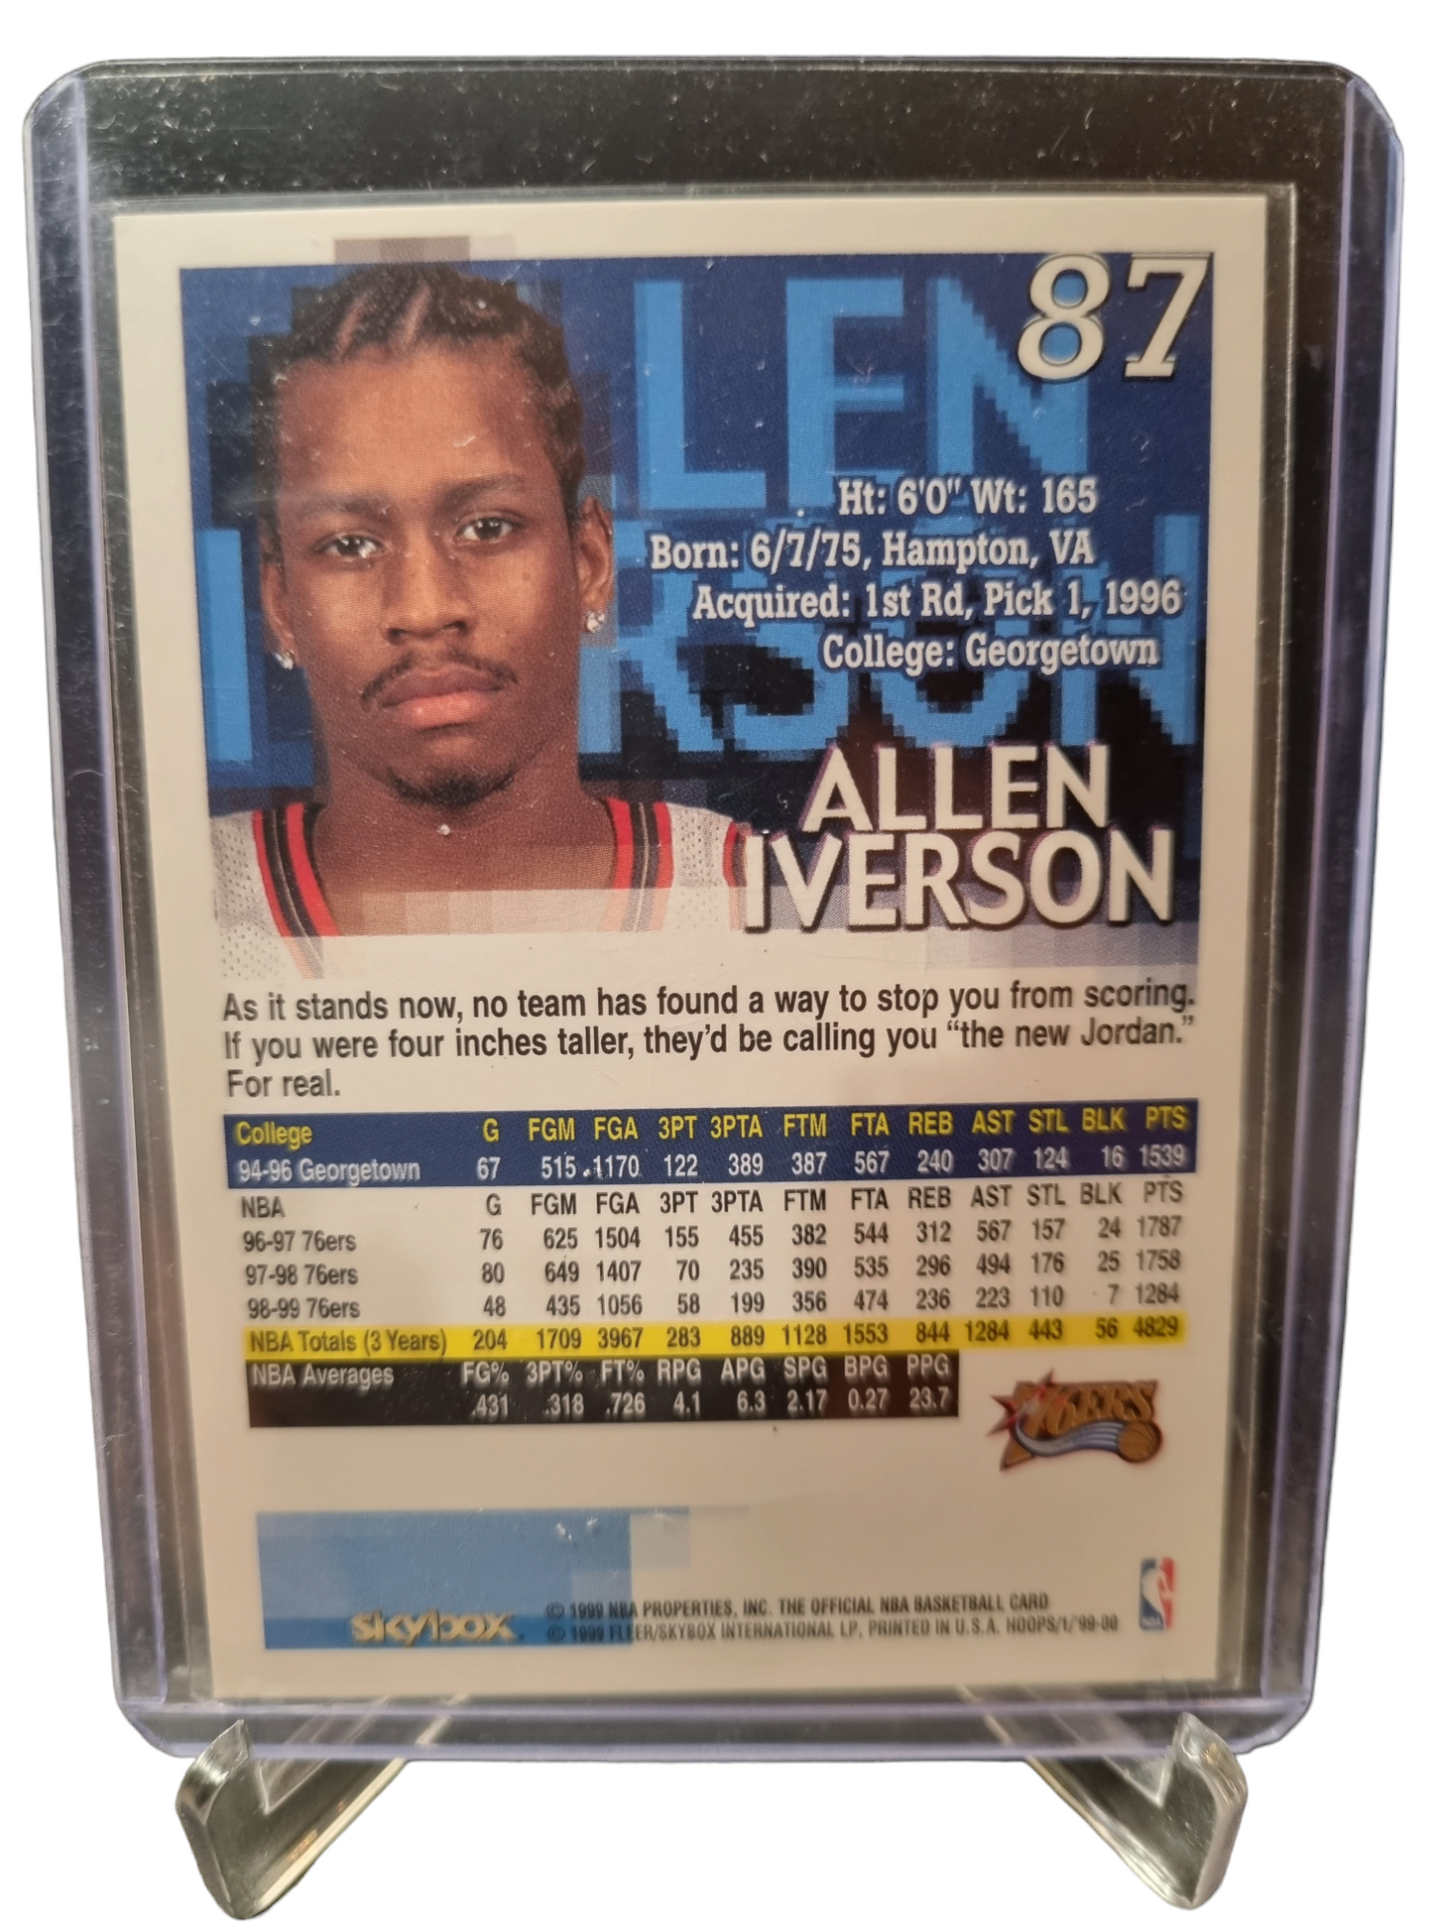 87
ALLEN
IVERSON
Ht: 6'0" Wt: 165
Born: 6/7/75, Hampton, VA
Acquired: 1st Rd, Pick 1, 1996
College: Georgetown
ALLEN
IVERSON
As it stands now, no team has found a way to stop you from scoring.
If you were four inches taller, they'd be calling you “the new Jordan.”
For real.
College G FGM FGA 3PT 3PTA FTM FTA REB AST STL BLK PTS
94-96 Georgetown 67 515 1170 122 389 387 567 240 307 124 16 1539
NBA G FGM FGA 3PT 3PTA FTM FTA REB AST STL BLK PTS
96-97 76ers 76 625 1504 155 455 382 544 312 567 157 24 1787
97-98 76ers 80 649 1407 70 235 390 535 296 494 176 25 1758
98-99 76ers 48 435 1056 58 199 356 474 236 223 110 7 1284
NBA Totals (3 Years) 204 1709 3967 283 889 1128 1553 844 1284 443 56 4829
NBA Averages FG% 3PT% FT% RPG APG SPG BPG PPG
.431 .318 .726 4.1 6.3 2.17 0.27 23.7
76ERS
skybox
© 1999 NBA PROPERTIES, INC. THE OFFICIAL NBA BASKETBALL CARD
© 1999 FLEER/SKYBOX INTERNATIONAL LP, PRINTED IN U.S.A. HOOPS/1/'99-00